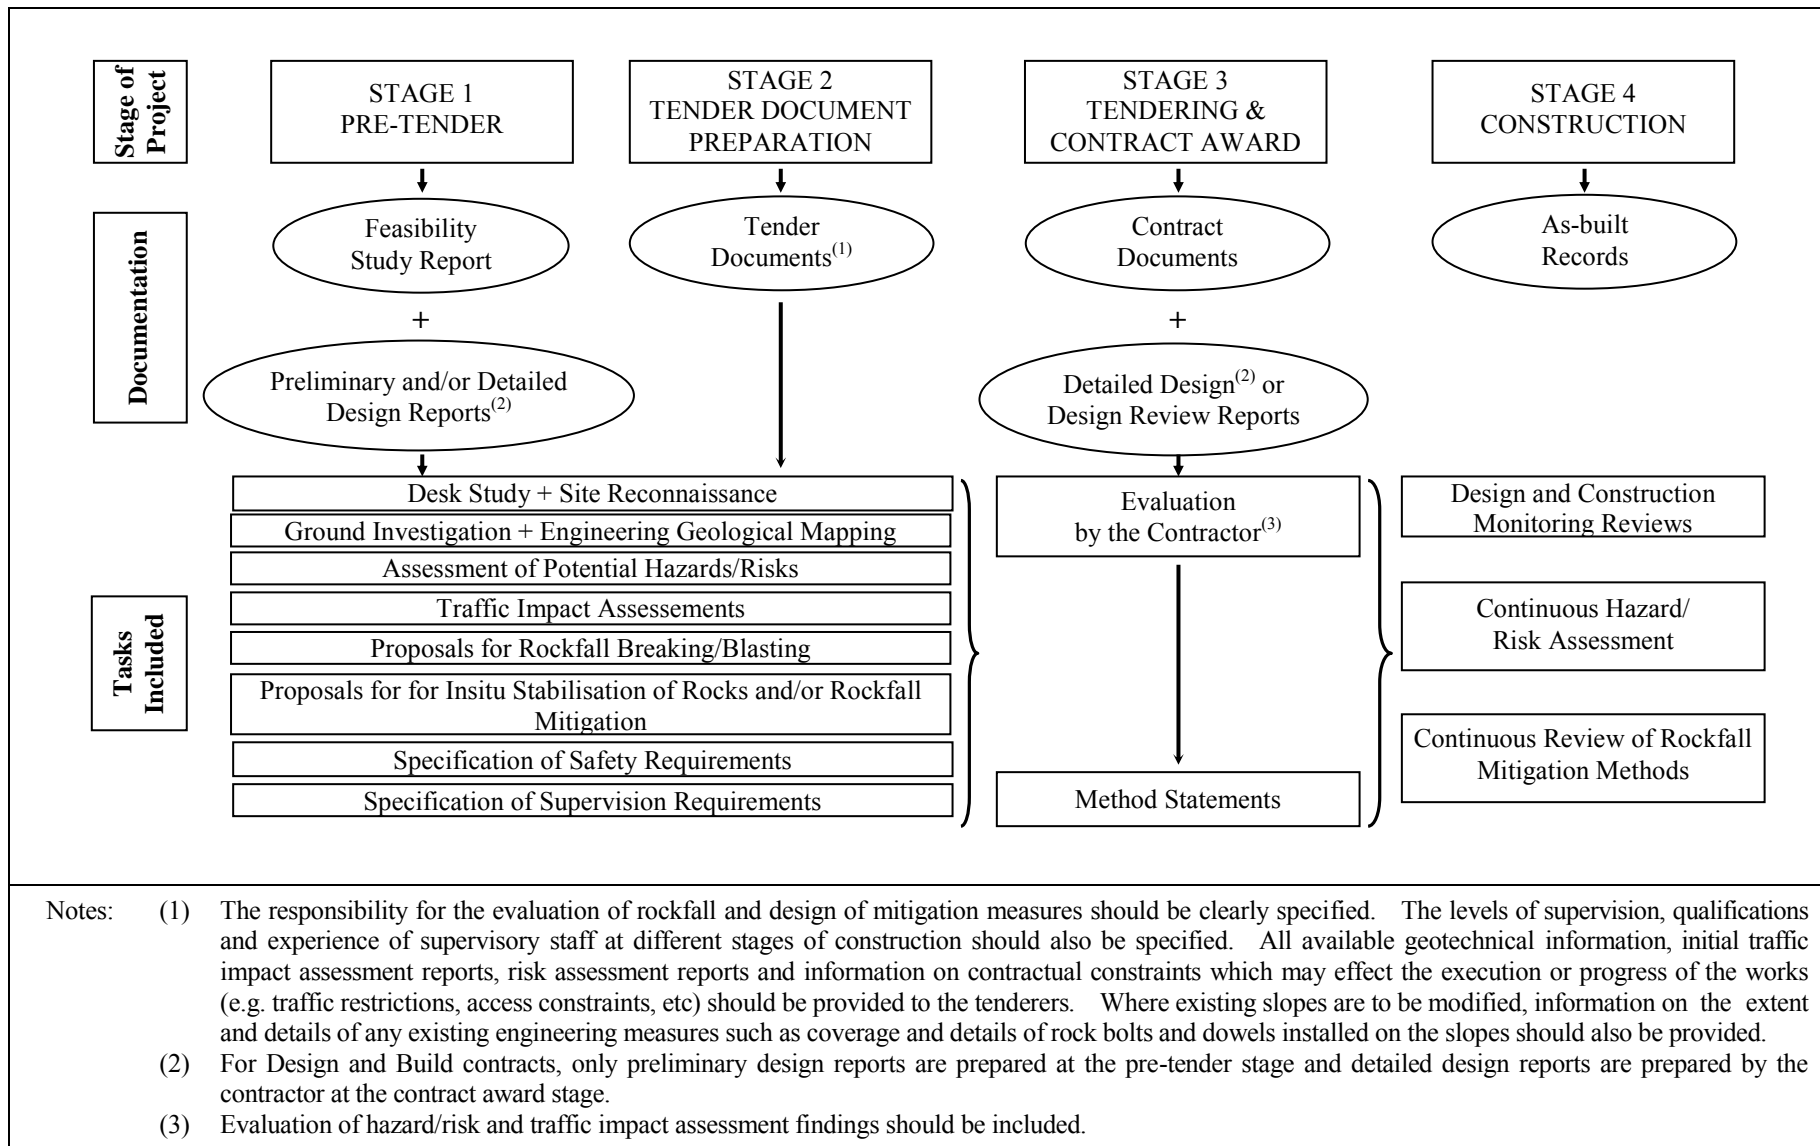 Stage of
Project
STAGE 1
PRE-TENDER
STAGE 2
TENDER DOCUMENT
PREPARATION
STAGE 3
TENDERING &
CONTRACT AWARD
STAGE 4
CONSTRUCTION
Documentation
Feasibility
Study Report
+
Preliminary and/or Detailed
Design Reports(2)
Tender
Documents(1)
Contract
Documents
+
Detailed Design(2) or
Design Review Reports
As-built
Records
Tasks
Included
Desk Study + Site Reconnaissance
Ground Investigation + Engineering Geological Mapping
Assessment of Potential Hazards/Risks
Traffic Impact Assessements
Proposals for Rockfall Breaking/Blasting
Proposals for for Insitu Stabilisation of Rocks and/or Rockfall
Mitigation
Specification of Safety Requirements
Specification of Supervision Requirements
Evaluation
by the Contractor(3)
Method Statements
Design and Construction
Monitoring Reviews
Continuous Hazard/
Risk Assessment
Continuous Review of Rockfall
Mitigation Methods
Notes: (1) The responsibility for the evaluation of rockfall and design of mitigation measures should be clearly specified. The levels of supervision, qualifications
and experience of supervisory staff at different stages of construction should also be specified. All available geotechnical information, initial traffic
impact assessment reports, risk assessment reports and information on contractual constraints which may effect the execution or progress of the works
(e.g. traffic restrictions, access constraints, etc) should be provided to the tenderers. Where existing slopes are to be modified, information on the extent
and details of any existing engineering measures such as coverage and details of rock bolts and dowels installed on the slopes should also be provided.
(2) For Design and Build contracts, only preliminary design reports are prepared at the pre-tender stage and detailed design reports are prepared by the
contractor at the contract award stage.
(3) Evaluation of hazard/risk and traffic impact assessment findings should be included.